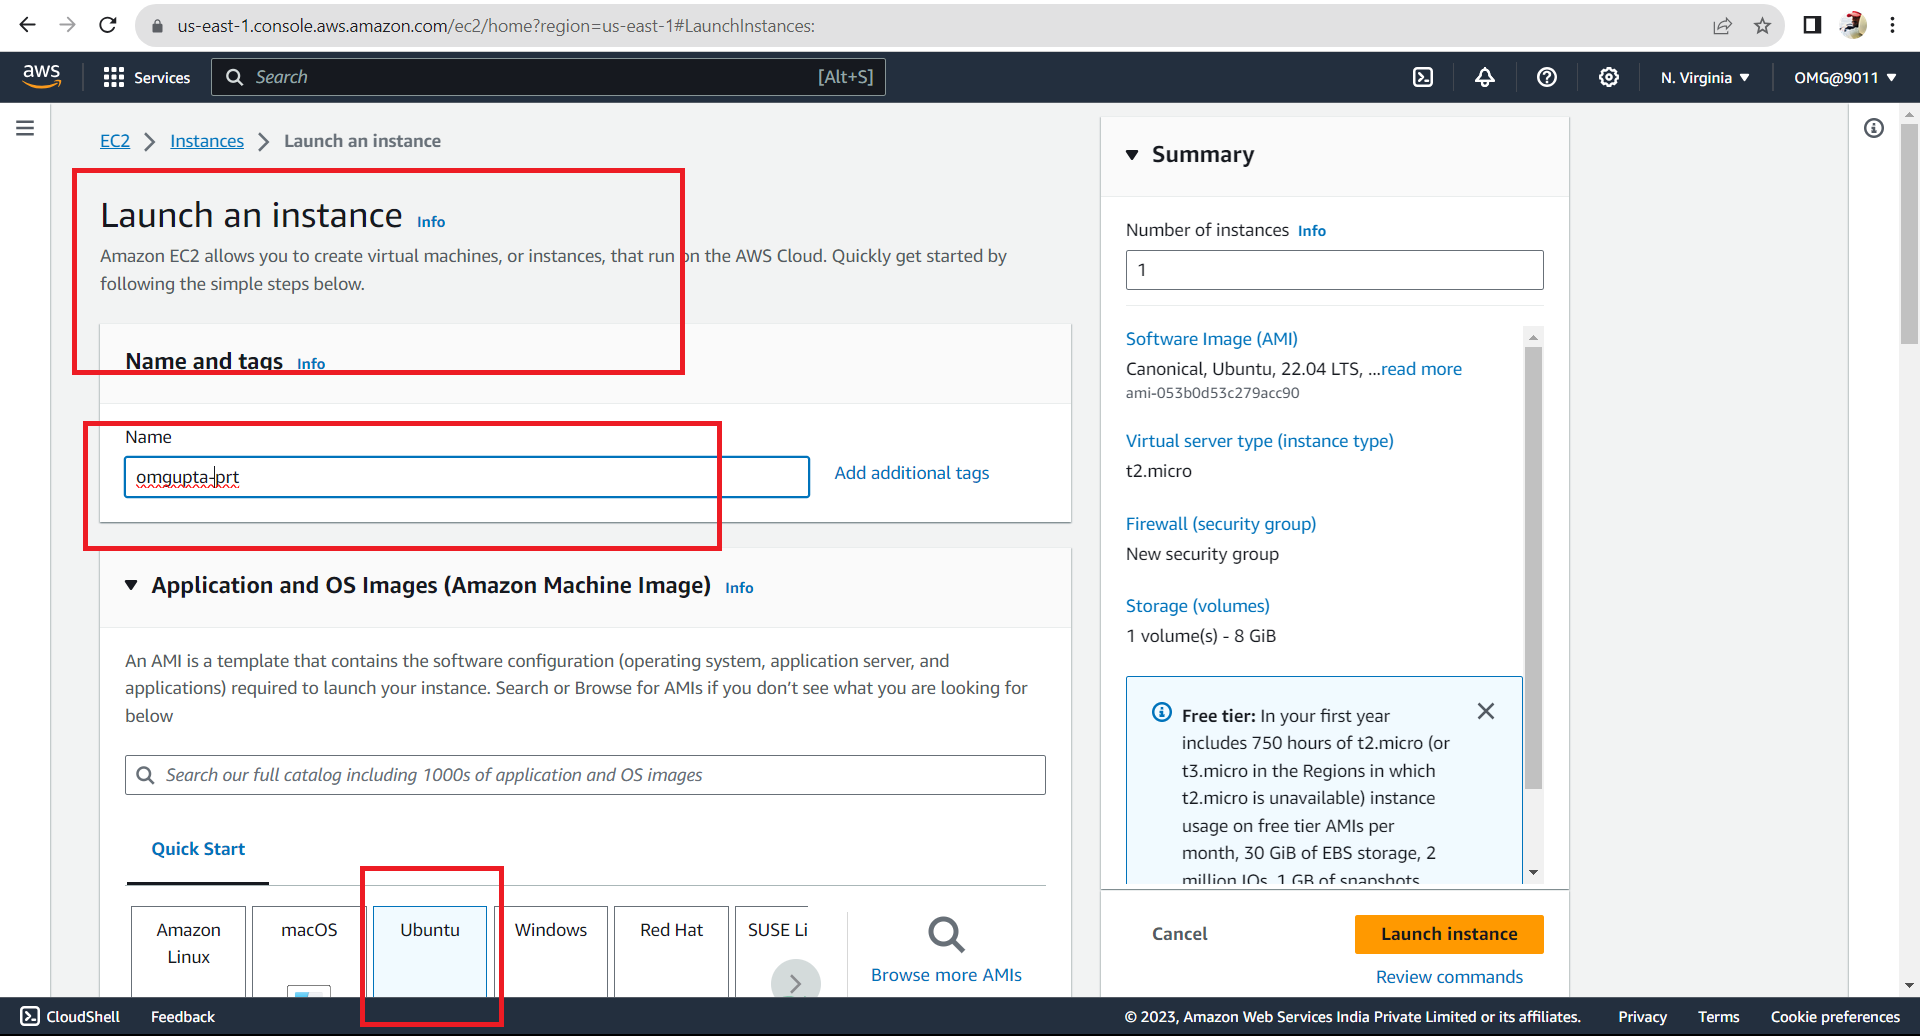 us-east-1.console.aws.amazon.com/ec2/home?region=us-east-1#LaunchInstances:
aws
Services
Search
[Alt+S]
N. Virginia
OMG@9011
EC2 > Instances > Launch an instance
Launch an instance Info
Amazon EC2 allows you to create virtual machines, or instances, that run on the AWS Cloud. Quickly get started by
following the simple steps below.
Name and tags Info
Name
omgupta-prt
Add additional tags
Application and OS Images (Amazon Machine Image) Info
An AMI is a template that contains the software configuration (operating system, application server, and
applications) required to launch your instance. Search or Browse for AMIs if you don’t see what you are looking for
below
Search our full catalog including 1000s of application and OS images
Quick Start
Amazon
Linux
macOS
Ubuntu
Windows
Red Hat
SUSE Li
Browse more AMIs
Summary
Number of instances Info
1
Software Image (AMI)
Canonical, Ubuntu, 22.04 LTS, ...read more
ami-053b0d53c279acc90
Virtual server type (instance type)
t2.micro
Firewall (security group)
New security group
Storage (volumes)
1 volume(s) - 8 GiB
Free tier: In your first year
includes 750 hours of t2.micro (or
t3.micro in the Regions in which
t2.micro is unavailable) instance
usage on free tier AMIs per
month, 30 GiB of EBS storage, 2
million IOs, 1 GB of snapshots,
Cancel
Launch instance
Review commands
CloudShell
Feedback
© 2023, Amazon Web Services India Private Limited or its affiliates.
Privacy
Terms
Cookie preferences